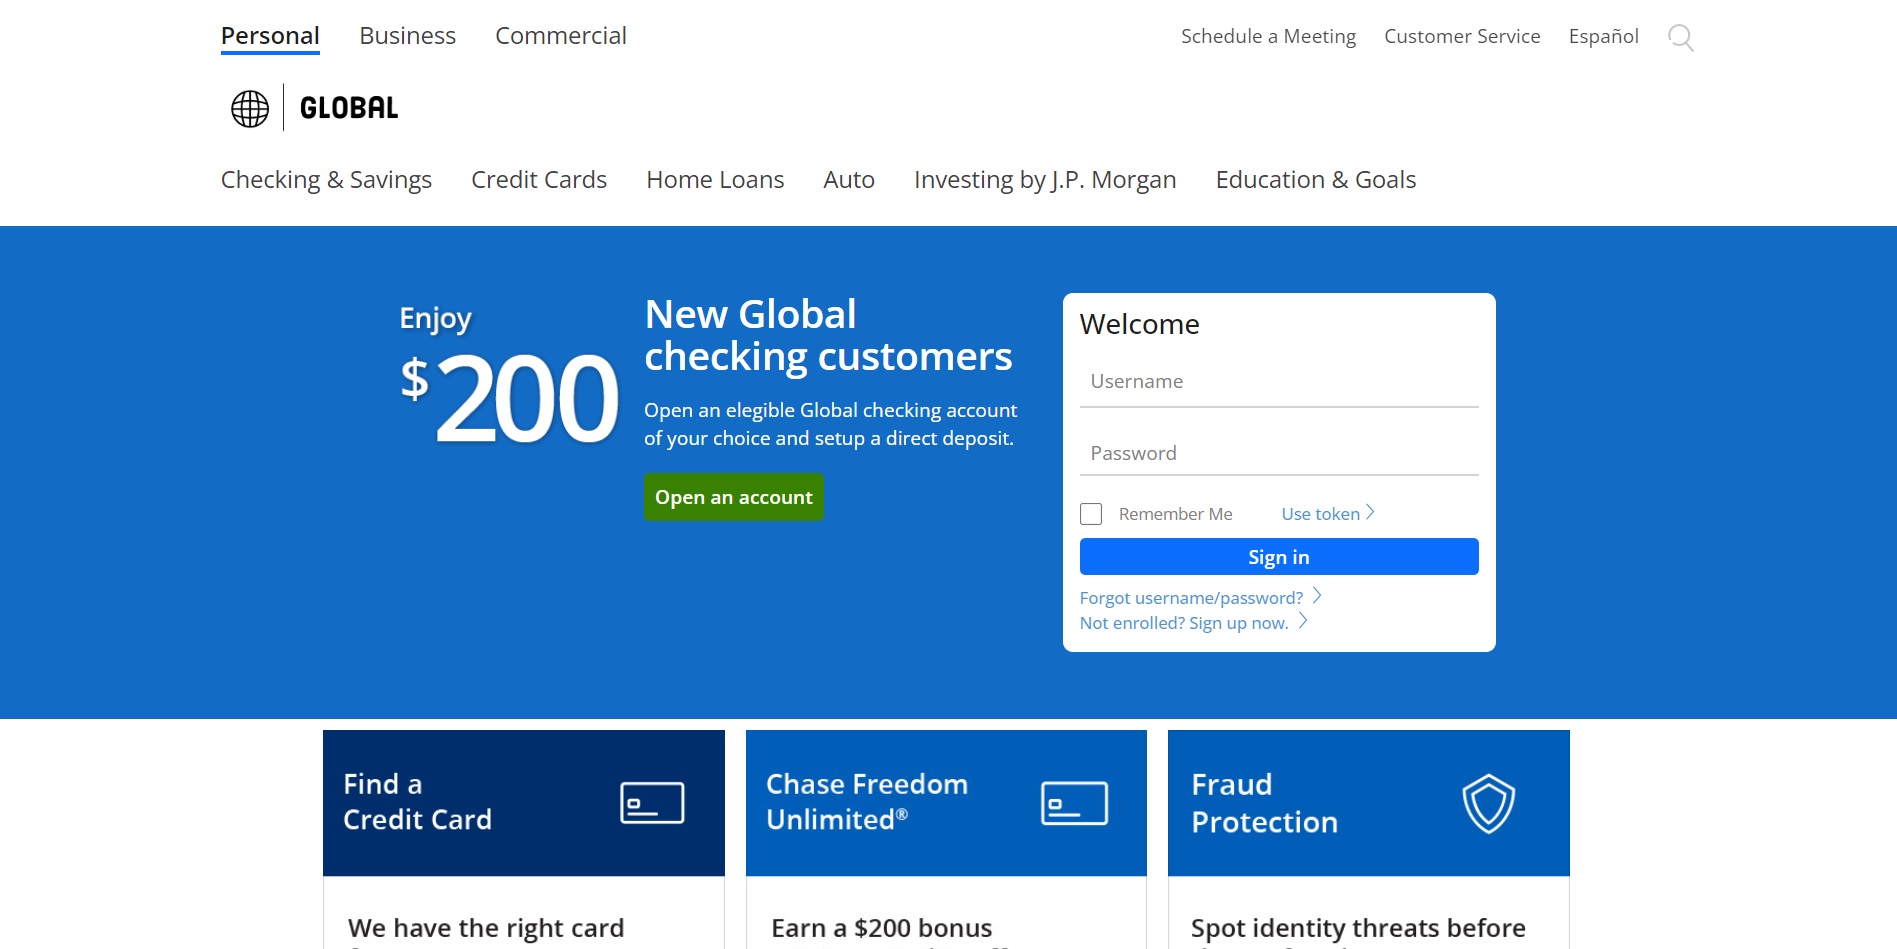 Personal Business Commercial
Schedule a Meeting Customer Service Español
GLOBAL
Checking & Savings Credit Cards Home Loans Auto Investing by J.P. Morgan Education & Goals
Enjoy
$200
New Global
checking customers
Open an elegible Global checking account
of your choice and setup a direct deposit.
Open an account
Welcome
Username
Password
Remember Me Use token
Sign in
Forgot username/password?
Not enrolled? Sign up now.
Find a
Credit Card
We have the right card
Chase Freedom
Unlimited®
Earn a $200 bonus
Fraud
Protection
Spot identity threats before